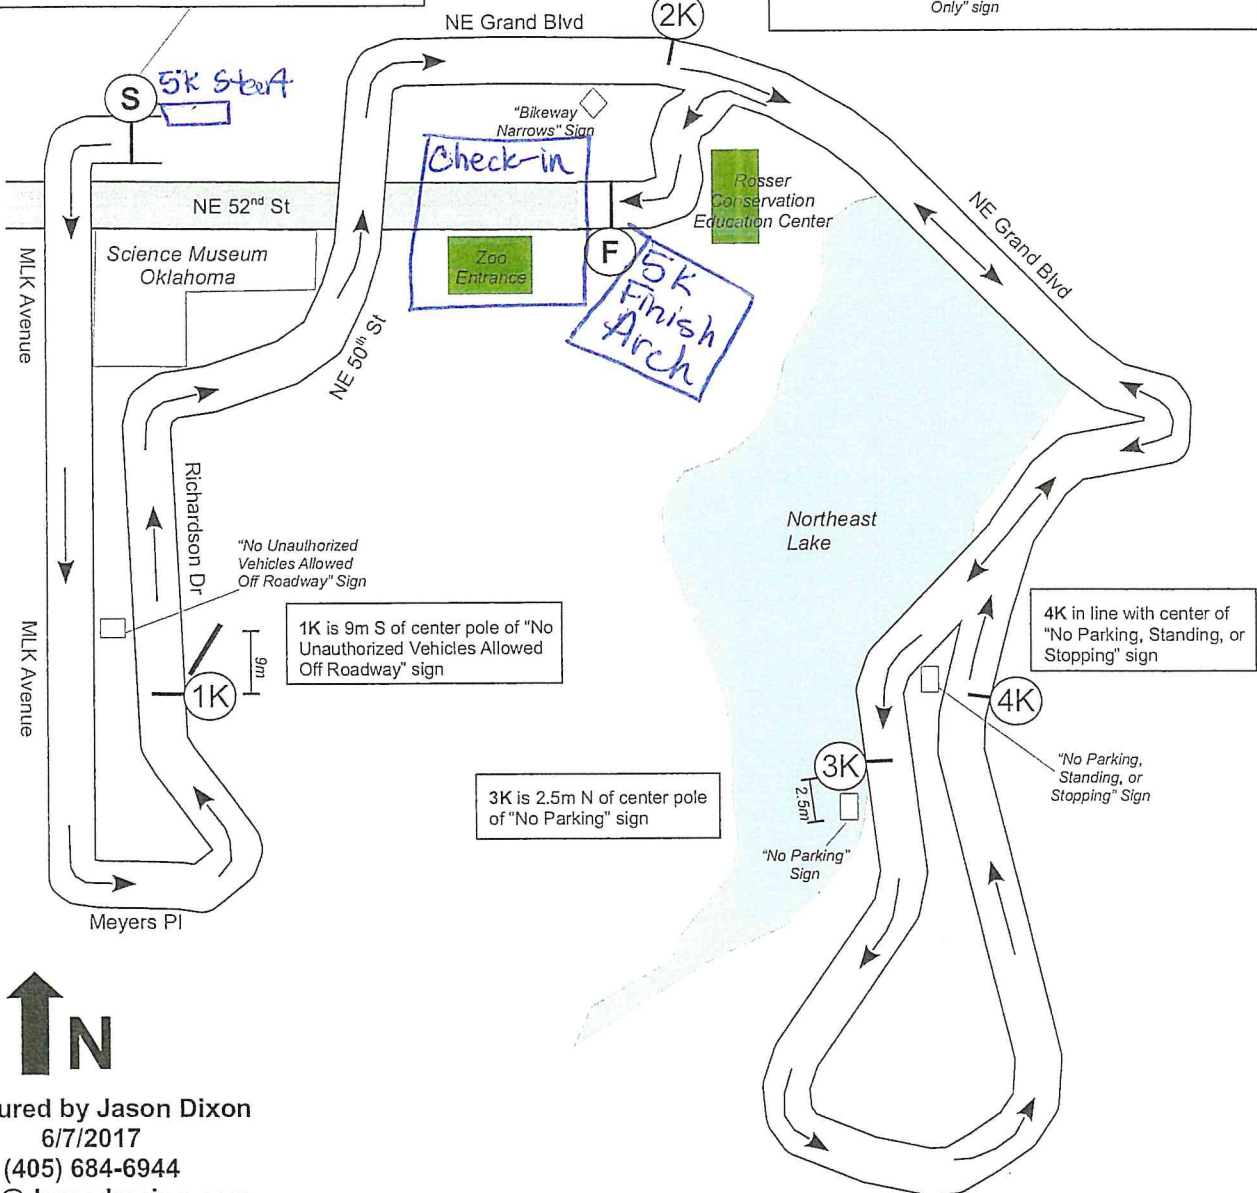 Only" sign
NE Grand Blvd
2K
S
5K Start
"Bikeway
Narrows" Sign
Check-in
NE 52nd St
Rosser
Conservation
Education Center
F
NE Grand Blvd
Science Museum
Oklahoma
Zoo
Entrance
5K
Finish
Arch
MLK Avenue
NE 50th St
Richardson Dr
Northeast
Lake
"No Unauthorized
Vehicles Allowed
Off Roadway" Sign
1K is 9m S of center pole of "No
Unauthorized Vehicles Allowed
Off Roadway" sign
9m
1K
4K in line with center of
"No Parking, Standing, or
Stopping" sign
4K
MLK Avenue
3K
2.5m
"No Parking,
Standing, or
Stopping" Sign
3K is 2.5m N of center pole
of "No Parking" sign
"No Parking"
Sign
Meyers Pl
N
ured by Jason Dixon
6/7/2017
(405) 684-6944